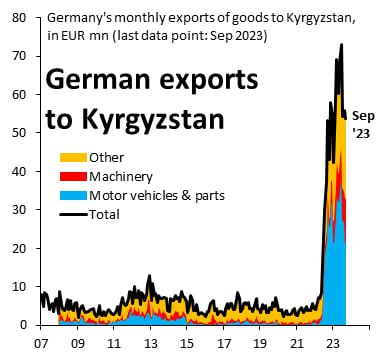 Germany's monthly exports of goods to Kyrgyzstan,
in EUR mn (last data point: Sep 2023)
German exports
to Kyrgyzstan
Other
Machinery
Motor vehicles & parts
Total
Sep
'23
80
70
60
50
40
30
20
10
0
07 09 11 13 15 17 19 21 23